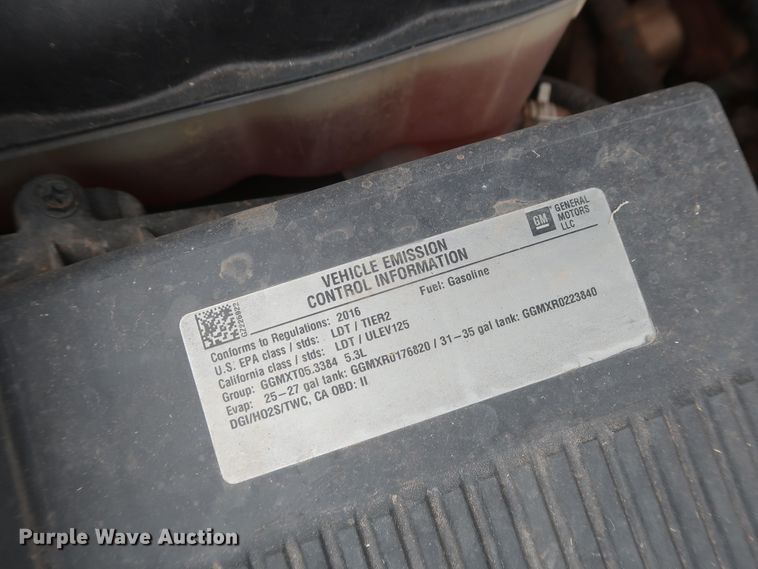 VEHICLE EMISSION
CONTROL INFORMATION
GM
GENERAL
MOTORS
LLC
Conforms to Regulations: 2016 Fuel: Gasoline
U.S. EPA class / stds: LDT / TIER2
California class / stds: LDT / ULEV125
Group: GGMXT05.3384 5.3L
Evap: 25-27 gal tank: GGMXR0176820 / 31-35 gal tank: GGMXR0223840
DGI/HO2S/TWC, CA OBD: II
Purple Wave Auction